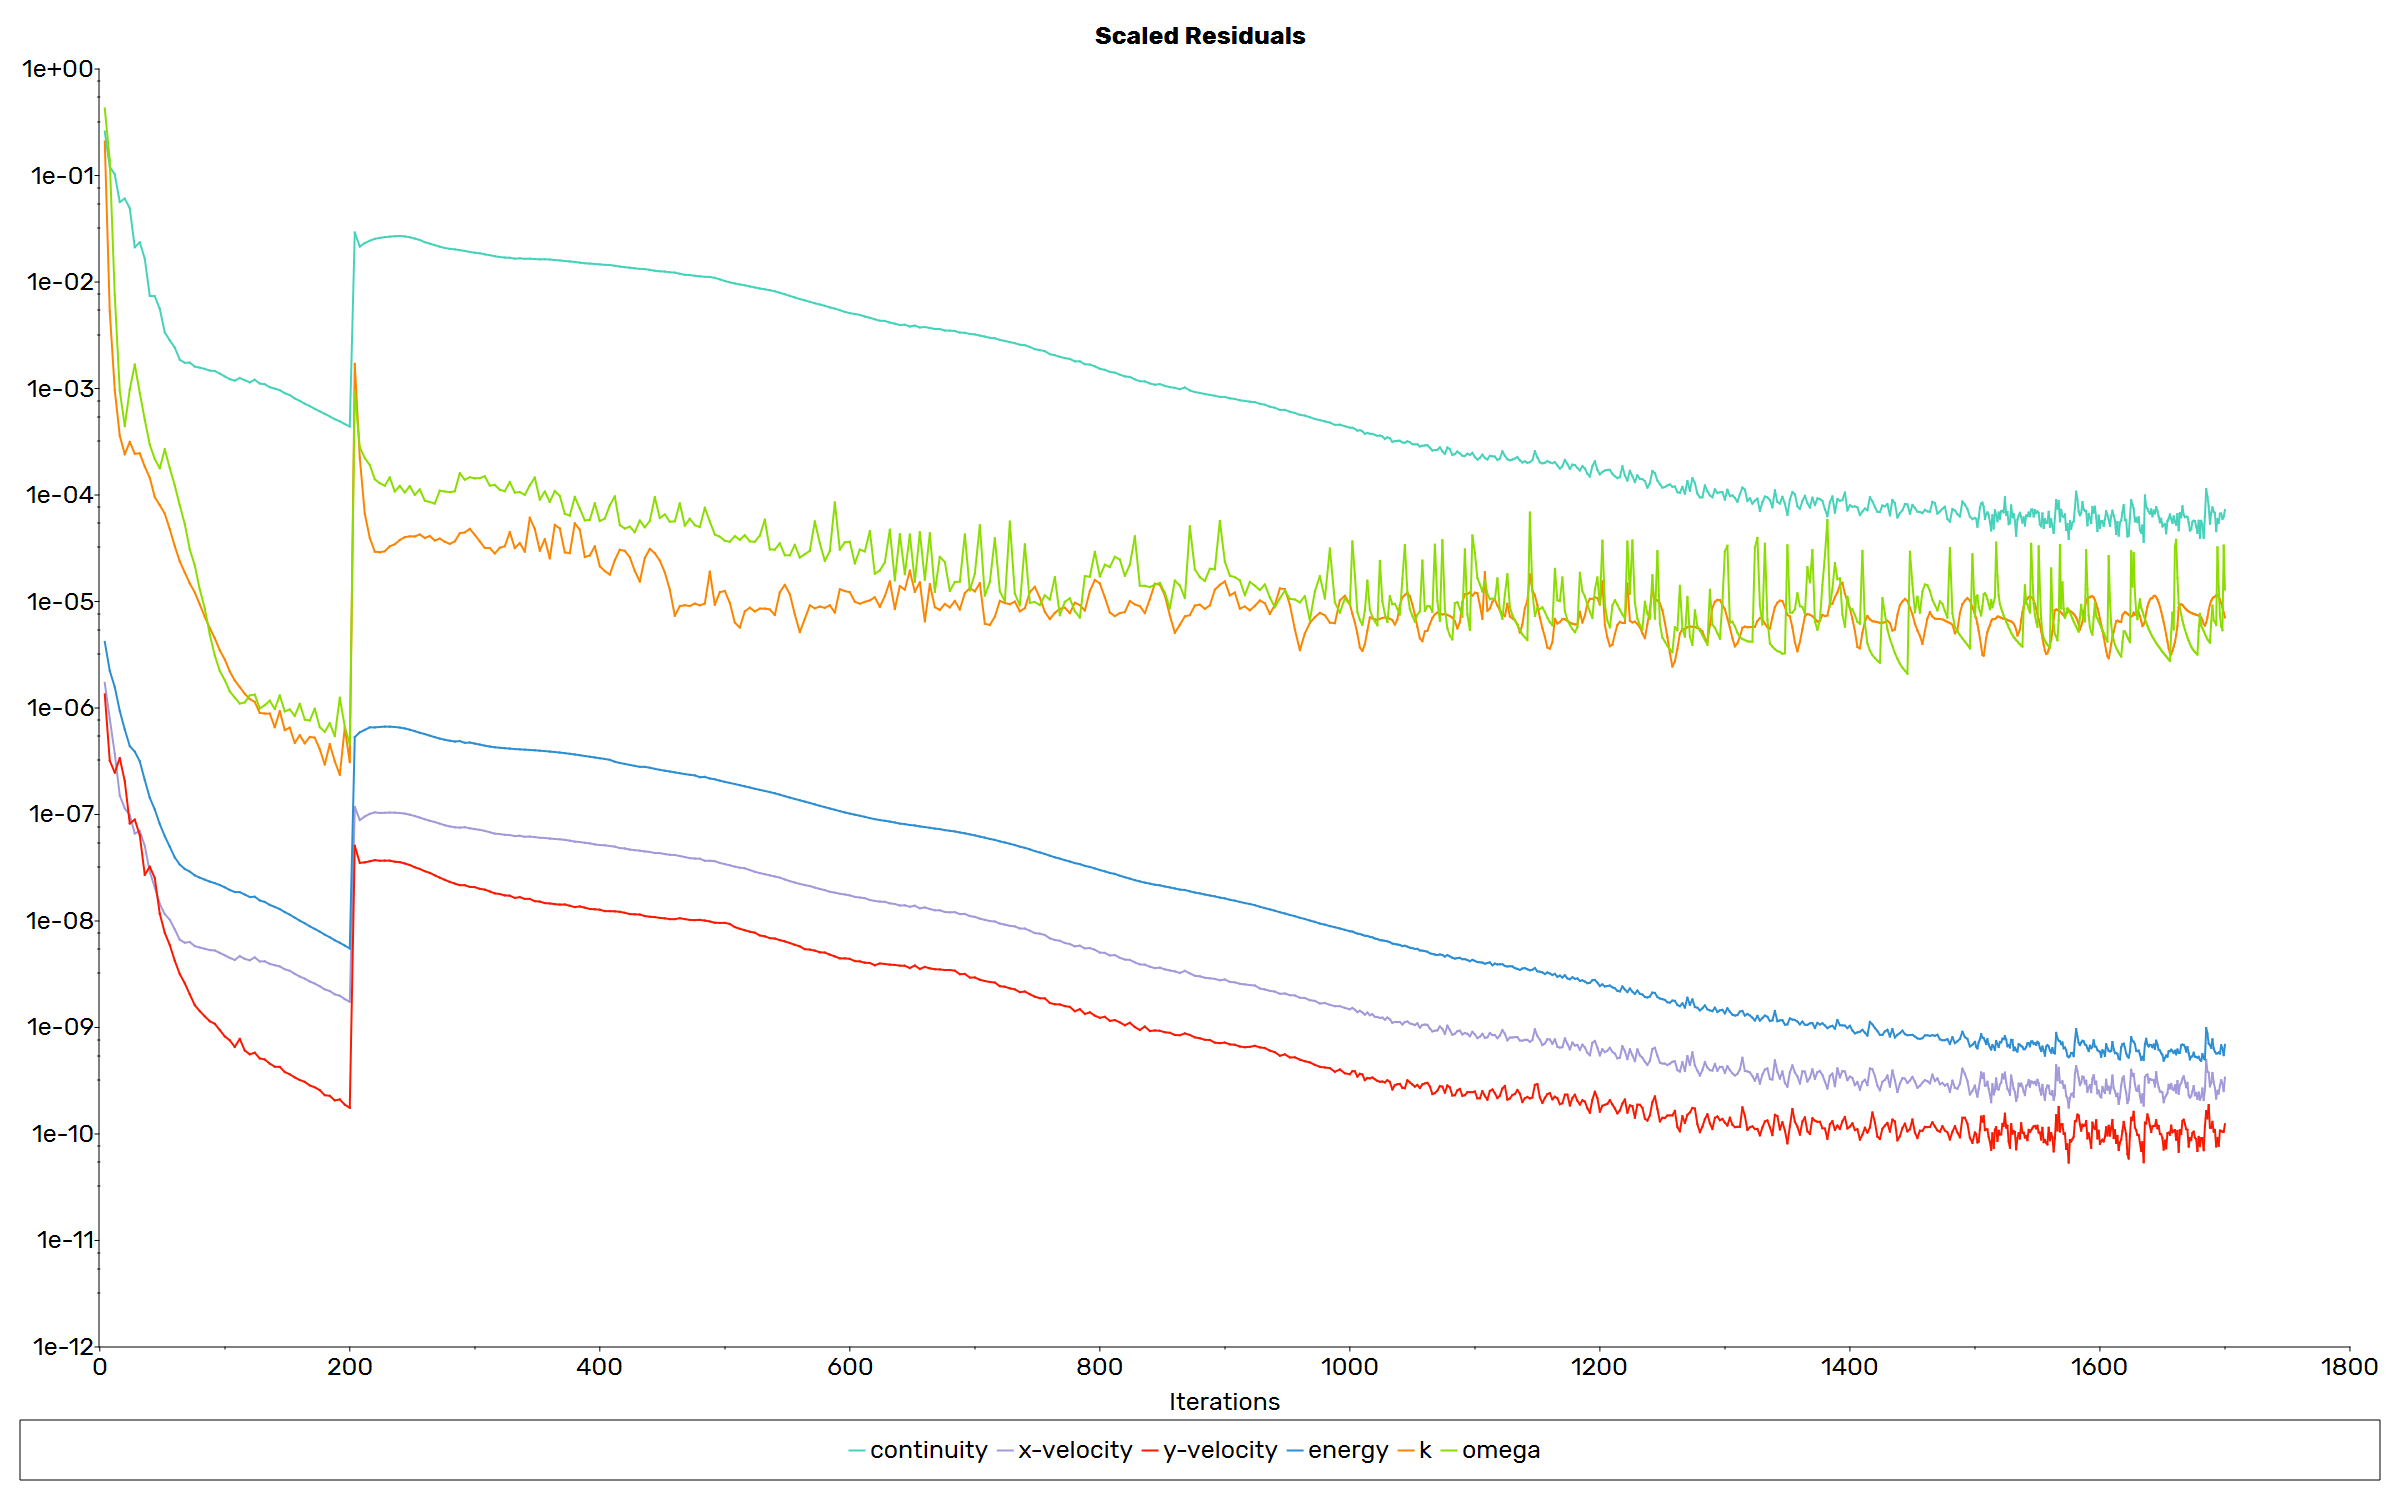 Scaled Residuals
1e+00
1e-01
1e-02
1e-03
1e-04
1e-05
1e-06
1e-07
1e-08
1e-09
1e-10
1e-11
1e-12
0 200 400 600 800 1000 1200 1400 1600 1800
Iterations
continuity x-velocity y-velocity energy k omega